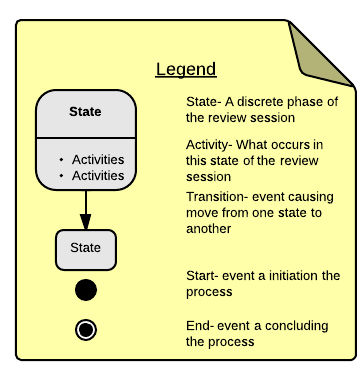 Legend
State
• Activities
• Activities
State
State- A discrete phase of
the review session
Activity- What occurs in
this state of the review
session
Transition- event causing
move from one state to
another
Start- event a initiation the
process
End- event a concluding
the process